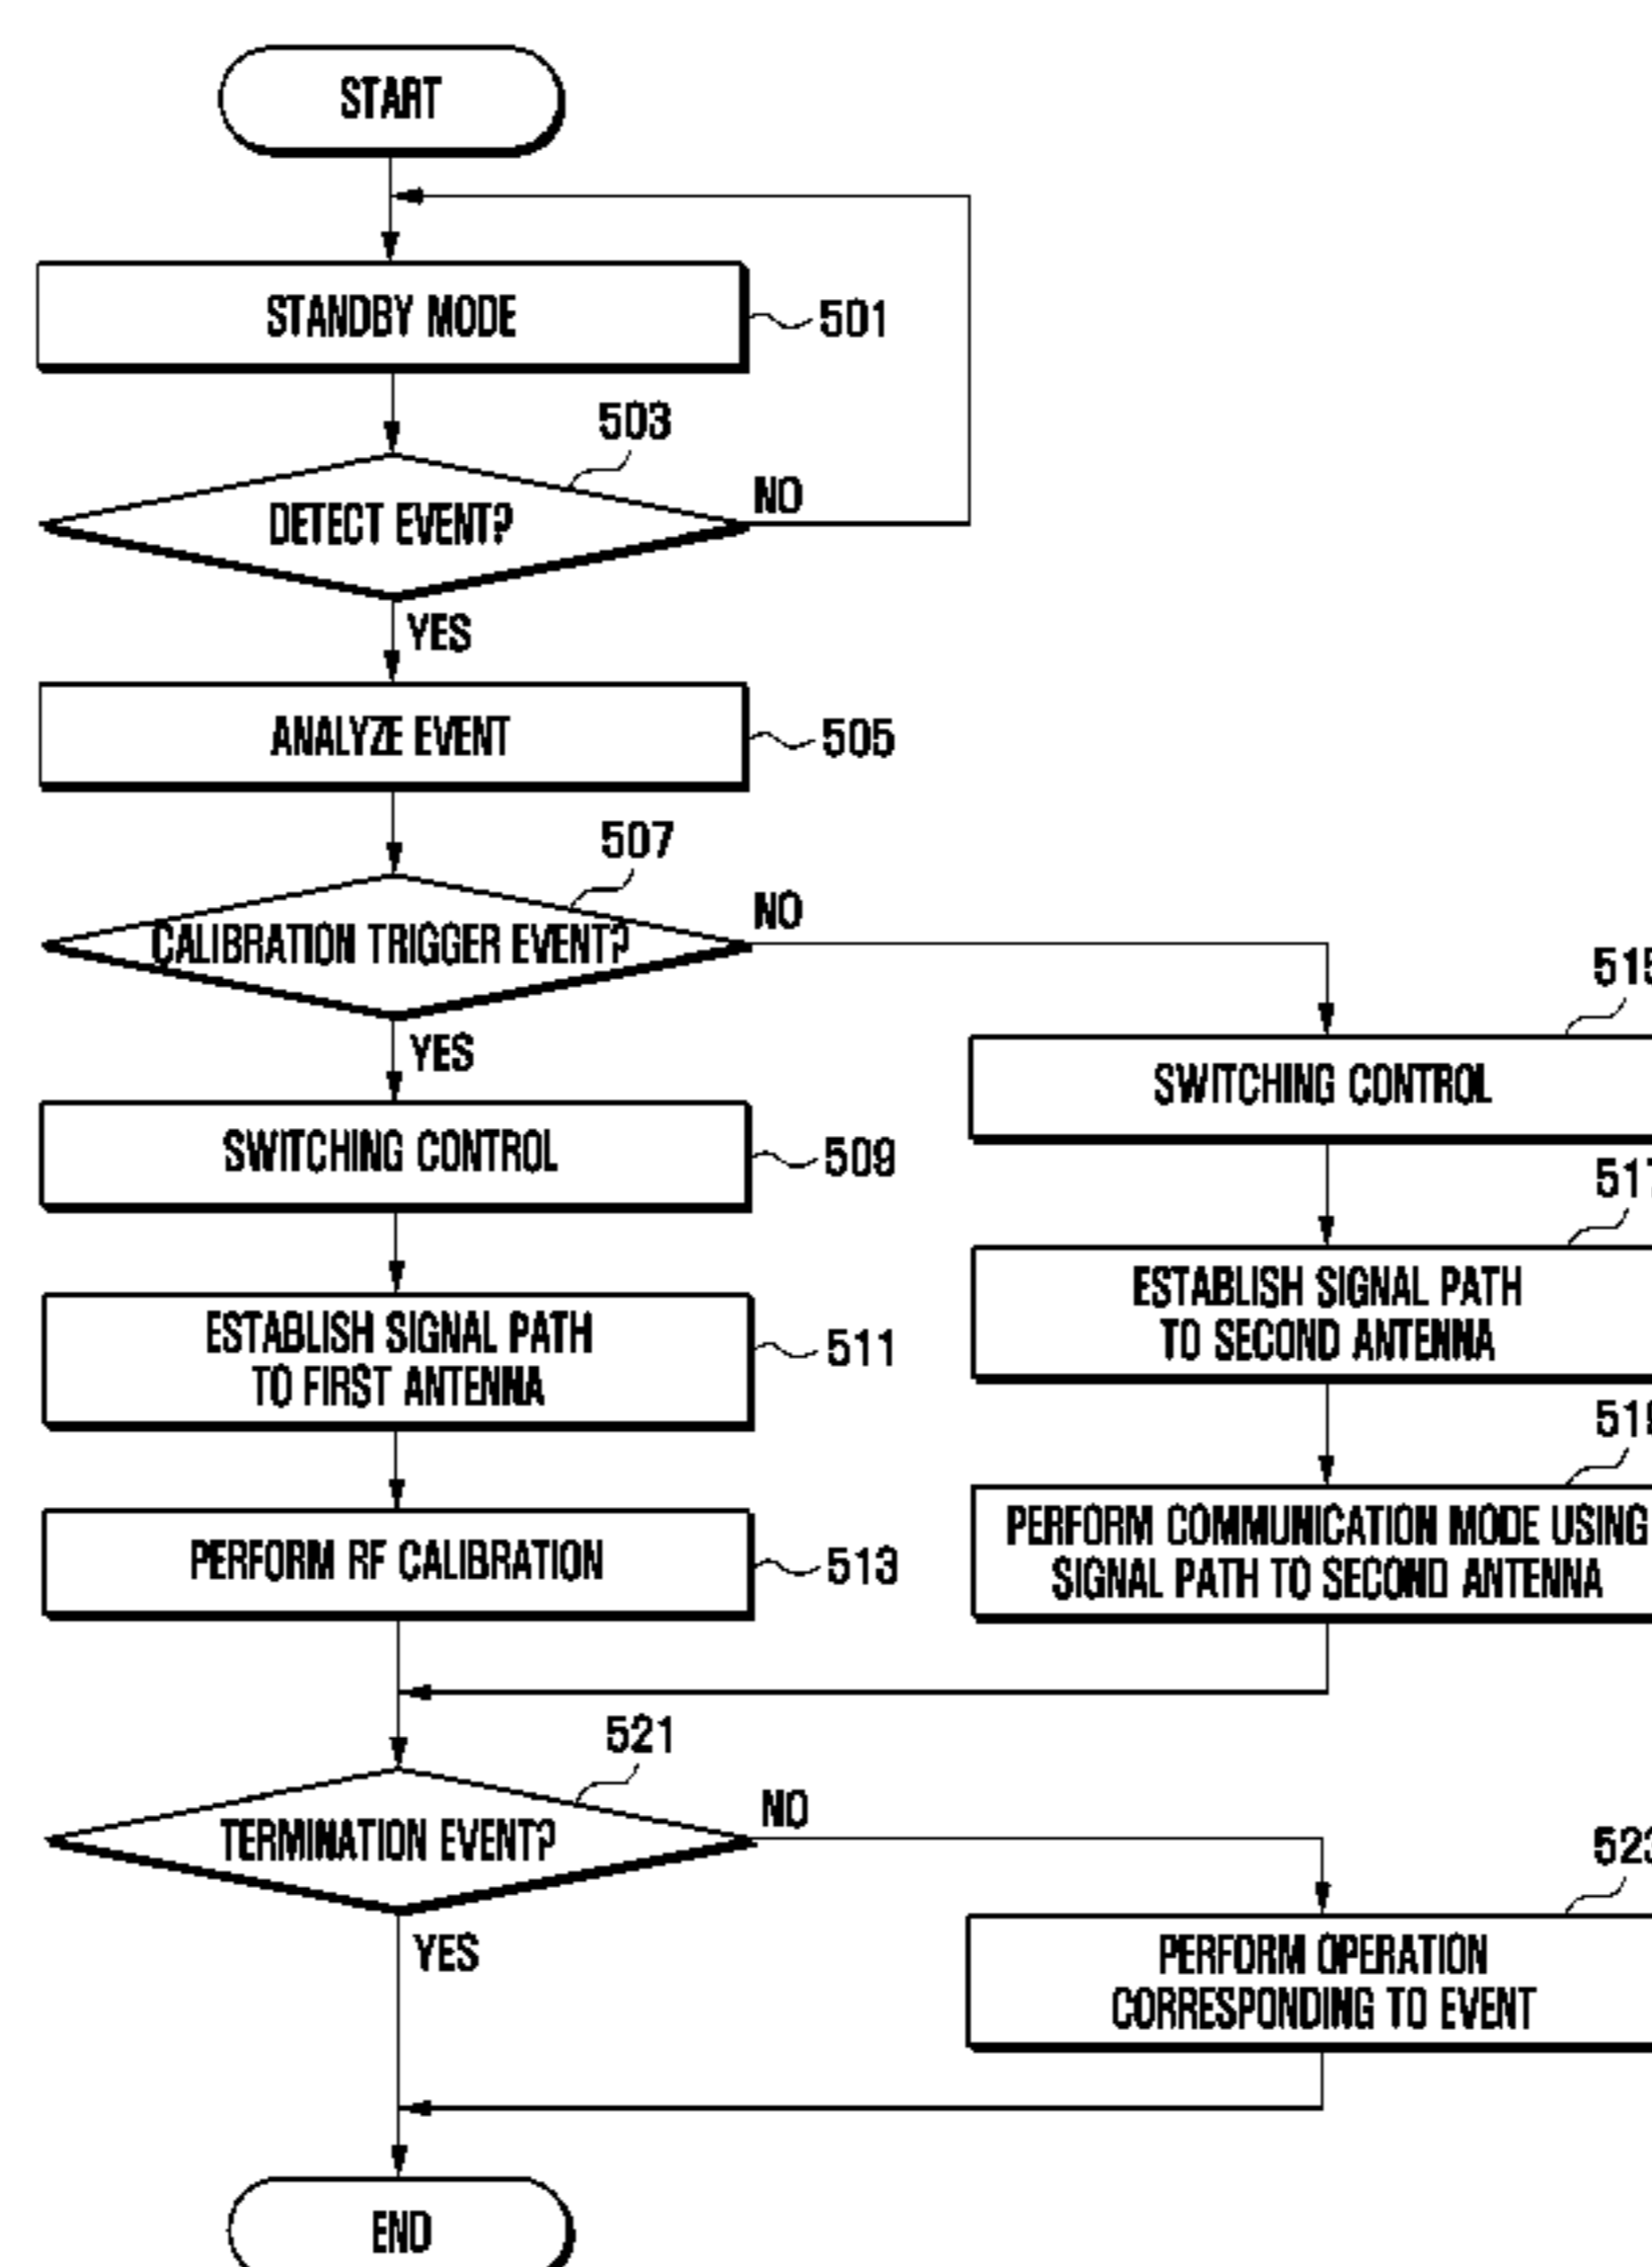 START
STANDBY MODE
501
503
DETECT EVENT?
NO
YES
ANALYZE EVENT
505
507
CALIBRATION TRIGGER EVENT?
NO
YES
SWITCHING CONTROL
509
ESTABLISH SIGNAL PATH
TO FIRST ANTENNA
511
PERFORM RF CALIBRATION
513
SWITCHING CONTROL
ESTABLISH SIGNAL PATH
TO SECOND ANTENNA
PERFORM COMMUNICATION MODE USING
SIGNAL PATH TO SECOND ANTENNA
521
TERMINATION EVENT?
NO
YES
PERFORM OPERATION
CORRESPONDING TO EVENT
END